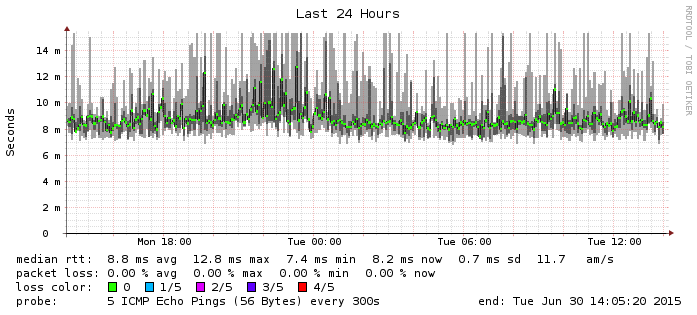 Last 24 Hours
RRDTOOL / TOBI OETIKER
Seconds
14 m
12 m
10 m
8 m
6 m
4 m
2 m
0
Mon 18:00 Tue 00:00 Tue 06:00 Tue 12:00
median rtt: 8.8 ms avg 12.8 ms max 7.4 ms min 8.2 ms now 0.7 ms sd 11.7 am/s
packet loss: 0.00 % avg 0.00 % max 0.00 % min 0.00 % now
loss color: 0 1/5 2/5 3/5 4/5
probe: 5 ICMP Echo Pings (56 Bytes) every 300s end: Tue Jun 30 14:05:20 2015